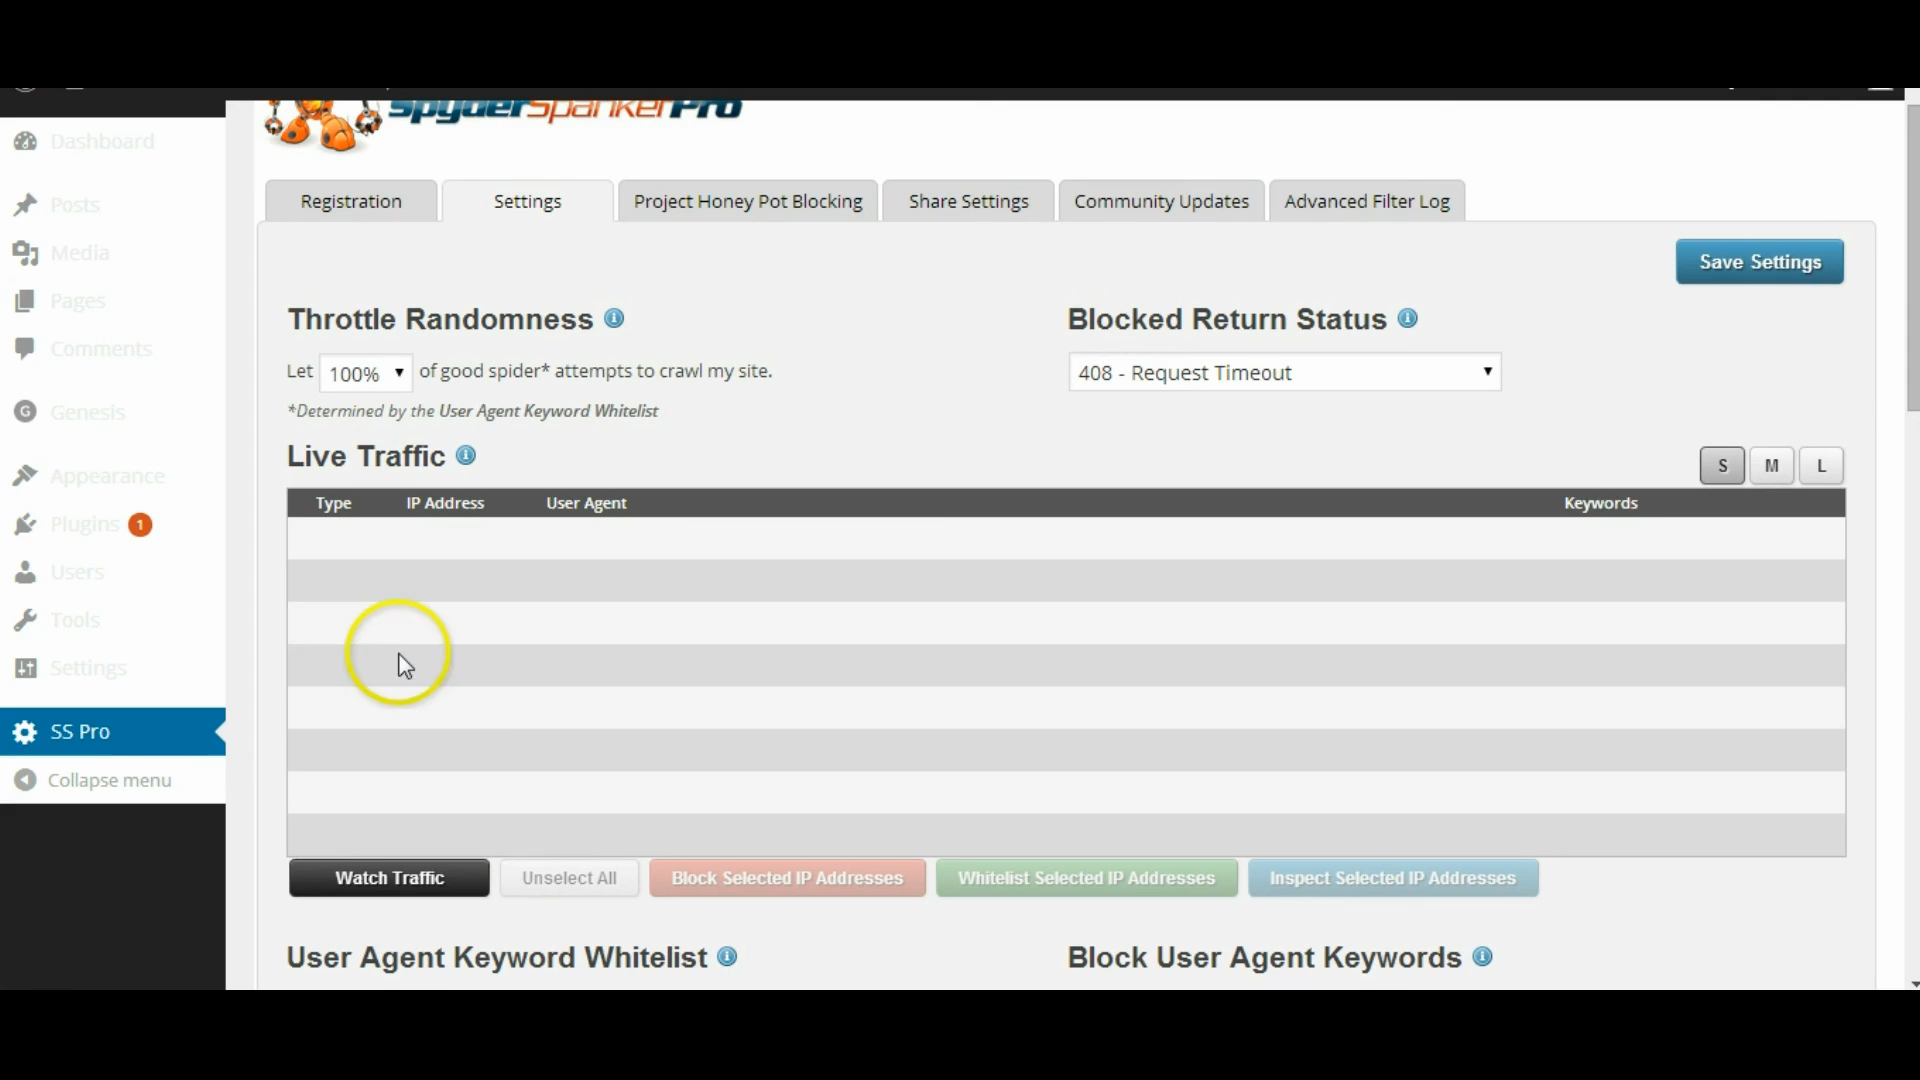 SpyderSpankerPro
Dashboard
Posts
Media
Pages
Comments
Genesis
Appearance
Plugins 1
Users
Tools
Settings
SS Pro
Collapse menu
Registration
Settings
Project Honey Pot Blocking
Share Settings
Community Updates
Advanced Filter Log
Save Settings
Throttle Randomness
Let 100% of good spider* attempts to crawl my site.
*Determined by the User Agent Keyword Whitelist
Blocked Return Status
408 - Request Timeout
Live Traffic
S M L
Type IP Address User Agent Keywords
Watch Traffic
Unselect All
Block Selected IP Addresses
Whitelist Selected IP Addresses
Inspect Selected IP Addresses
User Agent Keyword Whitelist
Block User Agent Keywords